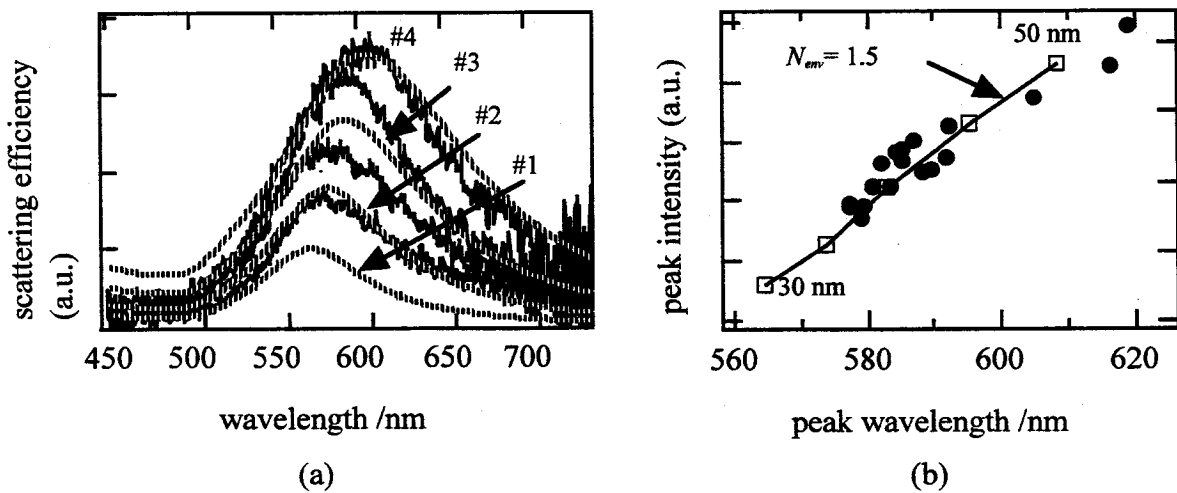 #4
#3
#2
#1
scattering efficiency
(a.u.)
450 500 550 600 650 700
wavelength /nm
(a)
50 nm
N_env = 1.5
30 nm
peak intensity (a.u.)
560 580 600 620
peak wavelength /nm
(b)